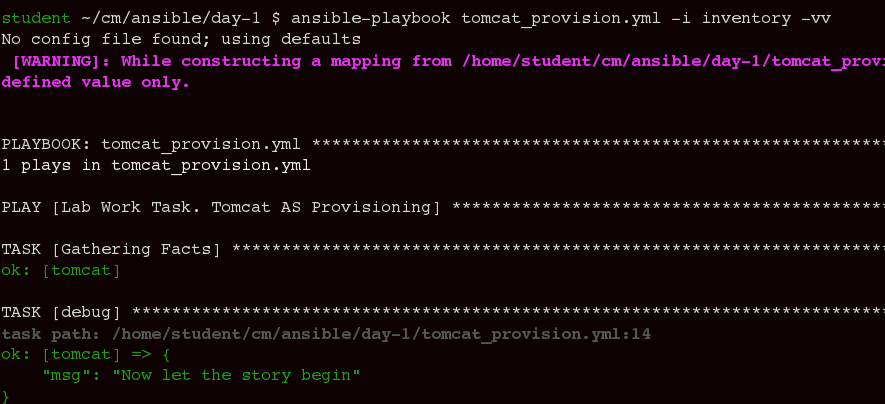 student ~/cm/ansible/day-1 $ ansible-playbook tomcat_provision.yml -i inventory -vv
No config file found; using defaults
 [WARNING]: While constructing a mapping from /home/student/cm/ansible/day-1/tomcat_provi
defined value only.
PLAYBOOK: tomcat_provision.yml **********************************************************
1 plays in tomcat_provision.yml
PLAY [Lab Work Task. Tomcat AS Provisioning] ********************************************
TASK [Gathering Facts] ******************************************************************
ok: [tomcat]
TASK [debug] ****************************************************************************
task path: /home/student/cm/ansible/day-1/tomcat_provision.yml:14
ok: [tomcat] => {
    "msg": "Now let the story begin"
}